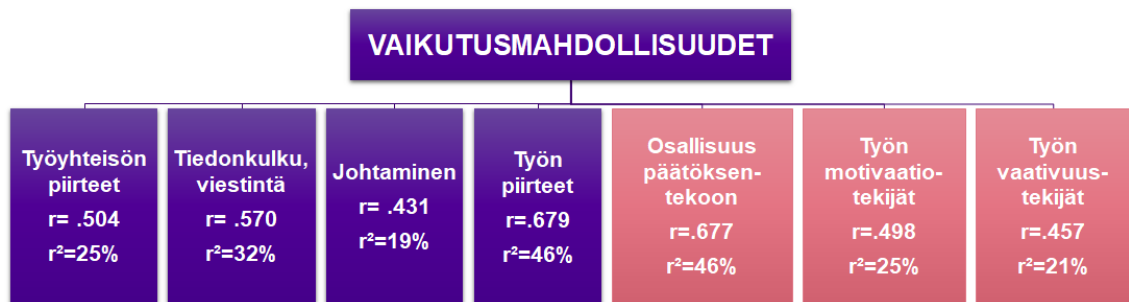 VAIKUTUSMAHDOLLISUUDET
Työyhteisön
piirteet
r= .504
r²=25%
Tiedonkulku,
viestintä
r= .570
r²=32%
Johtaminen
r= .431
r²=19%
Työn
piirteet
r=.679
r²=46%
Osallisuus
päätöksen-
tekoon
r=.677
r²=46%
Työn
motivaatio-
tekijät
r=.498
r²=25%
Työn
vaativuus-
tekijät
r=.457
r²=21%